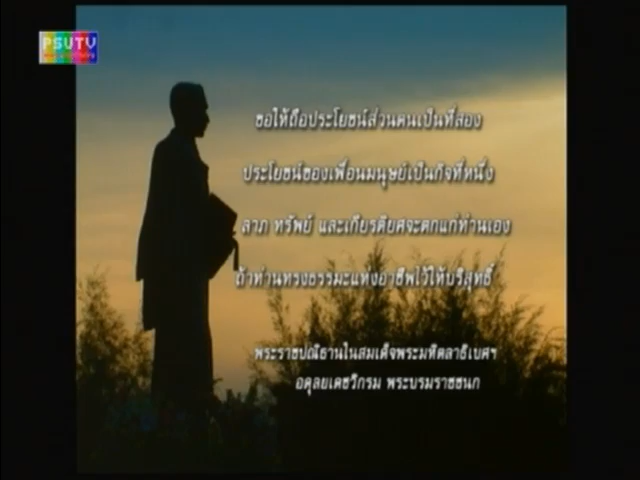 PSUTV
ขอให้ถือประโยชน์ส่วนตนเป็นที่สอง
ประโยชน์ของเพื่อนมนุษย์เป็นกิจที่หนึ่ง
ลาภ ทรัพย์ และเกียรติยศจะตกแก่ท่านเอง
ถ้าท่านทรงธรรมะแห่งอาชีพไว้ให้บริสุทธิ์
พระราชปณิธานในสมเด็จพระมหิตลาธิเบศฯ
อดุลยเดชวิกรม พระบรมราชชนก